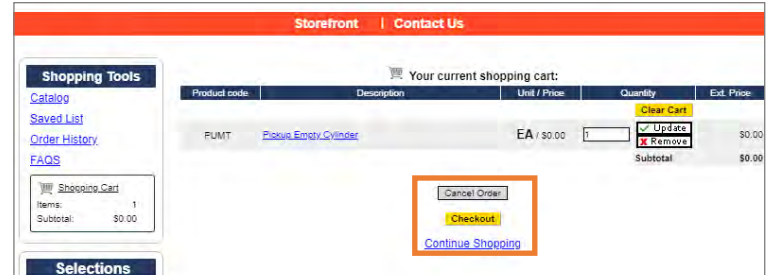 Storefront | Contact Us
Shopping Tools
Catalog
Saved List
Order History
FAQS
Shopping Cart
Items: 1
Subtotal: $0.00
Selections
Your current shopping cart:
Product code Description Unit / Price Quantity Ext. Price
Clear Cart
PUMT Pickup Empty Cylinder EA / $0.00 1 Update $0.00
X Remove
Subtotal $0.00
Cancel Order
Checkout
Continue Shopping